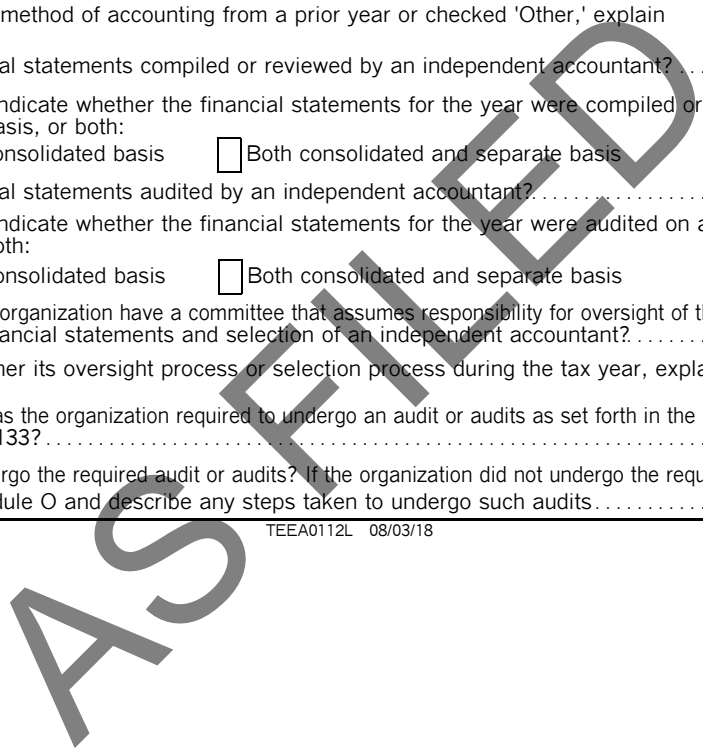 method of accounting from a prior year or checked 'Other,' explain
al statements compiled or reviewed by an independent accountant? . . .
ndicate whether the financial statements for the year were compiled or
asis, or both:
onsolidated basis Both consolidated and separate basis
al statements audited by an independent accountant?. . . . . . . . . . . . . . . . .
ndicate whether the financial statements for the year were audited on a
oth:
onsolidated basis Both consolidated and separate basis
organization have a committee that assumes responsibility for oversight of th
ancial statements and selection of an independent accountant?. . . . . . . .
her its oversight process or selection process during the tax year, expla
as the organization required to undergo an audit or audits as set forth in the
133? . . . . . . . . . . . . . . . . . . . . . . . . . . . . . . . . . . . . . . . . . . . . . . . . . . . . . . . . . . . . . . .
ergo the required audit or audits? If the organization did not undergo the requ
dule O and describe any steps taken to undergo such audits. . . . . . . . . . .
TEEA0112L 08/03/18
AS FILED